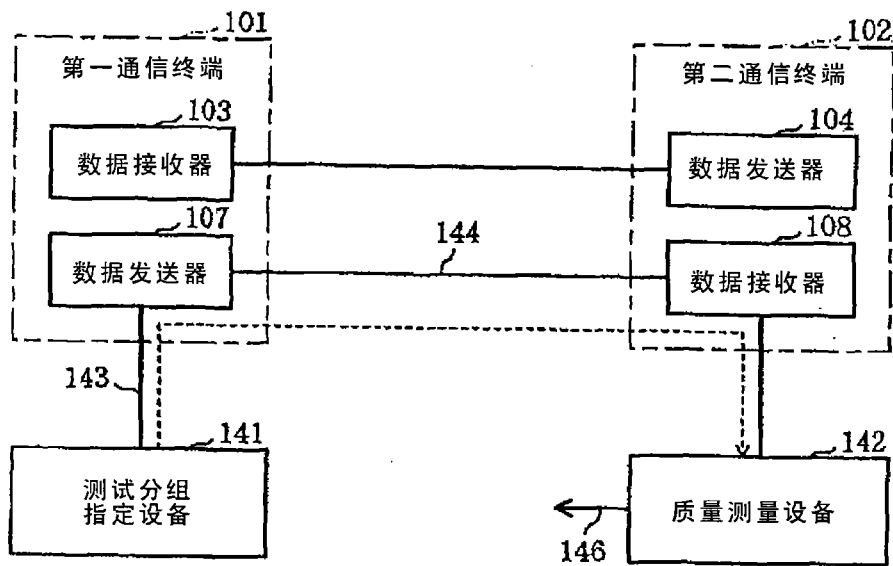 101
102
第一通信终端
第二通信终端
103
数据接收器
104
数据发送器
107
数据发送器
144
108
数据接收器
143
141
测试分组
指定设备
142
质量测量设备
146